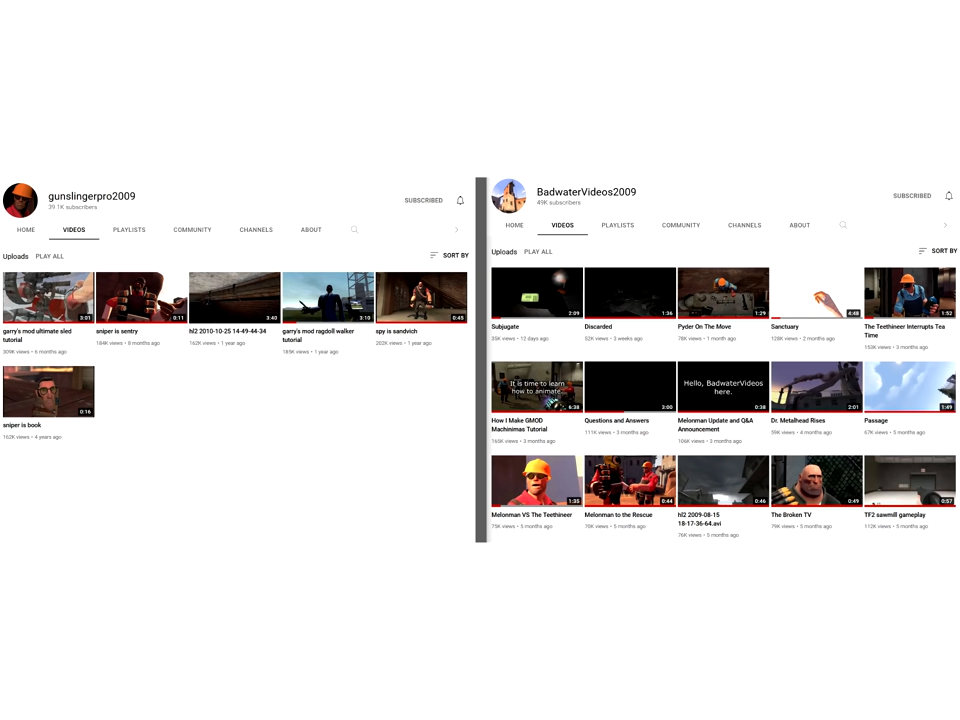 gunslingerpro2009
39.1K subscribers
SUBSCRIBED
HOME VIDEOS PLAYLISTS COMMUNITY CHANNELS ABOUT
Uploads PLAY ALL
SORT BY
3:01
garry's mod ultimate sled
tutorial
309K views • 6 months ago
0:11
sniper is sentry
184K views • 8 months ago
3:40
hl2 2010-10-25 14-49-44-34
162K views • 1 year ago
3:10
garry's mod ragdoll walker
tutorial
185K views • 1 year ago
0:45
spy is sandvich
202K views • 1 year ago
0:16
sniper is book
162K views • 4 years ago
BadwaterVideos2009
49K subscribers
SUBSCRIBED
HOME VIDEOS PLAYLISTS COMMUNITY CHANNELS ABOUT
Uploads PLAY ALL
SORT BY
2:09
Subjugate
35K views • 12 days ago
1:36
Discarded
52K views • 3 weeks ago
1:29
Pyder On The Move
78K views • 1 month ago
4:48
Sanctuary
128K views • 2 months ago
1:52
The Teethineer Interrupts Tea
Time
153K views • 3 months ago
It is time to learn
how to animate...
6:38
How I Make GMOD
Machinimas Tutorial
165K views • 3 months ago
3:00
Questions and Answers
111K views • 3 months ago
Hello, BadwaterVideos
here.
0:38
Melonman Update and Q&A
Announcement
106K views • 3 months ago
2:01
Dr. Metalhead Rises
59K views • 4 months ago
1:49
Passage
67K views • 5 months ago
1:35
Melonman VS The Teethineer
75K views • 5 months ago
0:44
Melonman to the Rescue
70K views • 5 months ago
0:46
hl2 2009-08-15
18-17-36-64.avi
76K views • 5 months ago
0:49
The Broken TV
79K views • 5 months ago
0:57
TF2 sawmill gameplay
112K views • 5 months ago